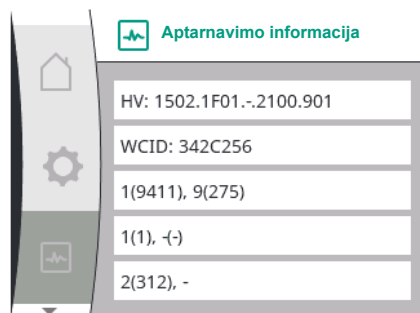 Aptarnavimo informacija
HV: 1502.1F01.-.2100.901
WCID: 342C256
1(9411), 9(275)
1(1), -(-)
2(312), -